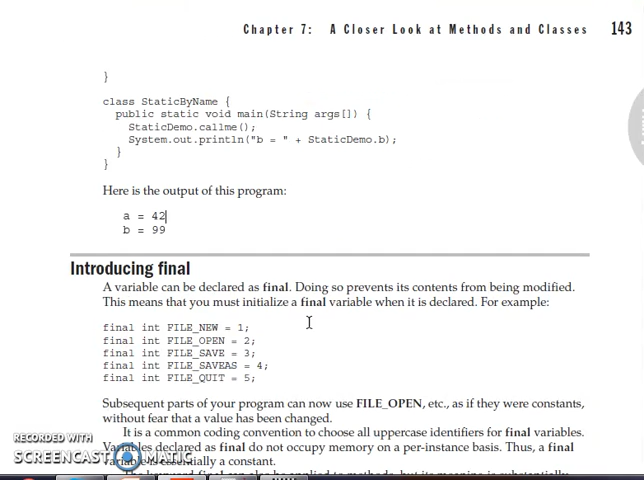 Chapter 7: A Closer Look at Methods and Classes 143
}
class StaticByName {
public static void main(String args[]) {
StaticDemo.callme();
System.out.println("b = " + StaticDemo.b);
}
}
Here is the output of this program:
a = 42
b = 99
Introducing final
A variable can be declared as final. Doing so prevents its contents from being modified.
This means that you must initialize a final variable when it is declared. For example:
final int FILE_NEW = 1;
final int FILE_OPEN = 2;
final int FILE_SAVE = 3;
final int FILE_SAVEAS = 4;
final int FILE_QUIT = 5;
Subsequent parts of your program can now use FILE_OPEN, etc., as if they were constants,
without fear that a value has been changed.
It is a common coding convention to choose all uppercase identifiers for final variables.
Variables declared as final do not occupy memory on a per-instance basis. Thus, a final
variable is essentially a constant.
RECORDED WITH
SCREENCAST MATIC